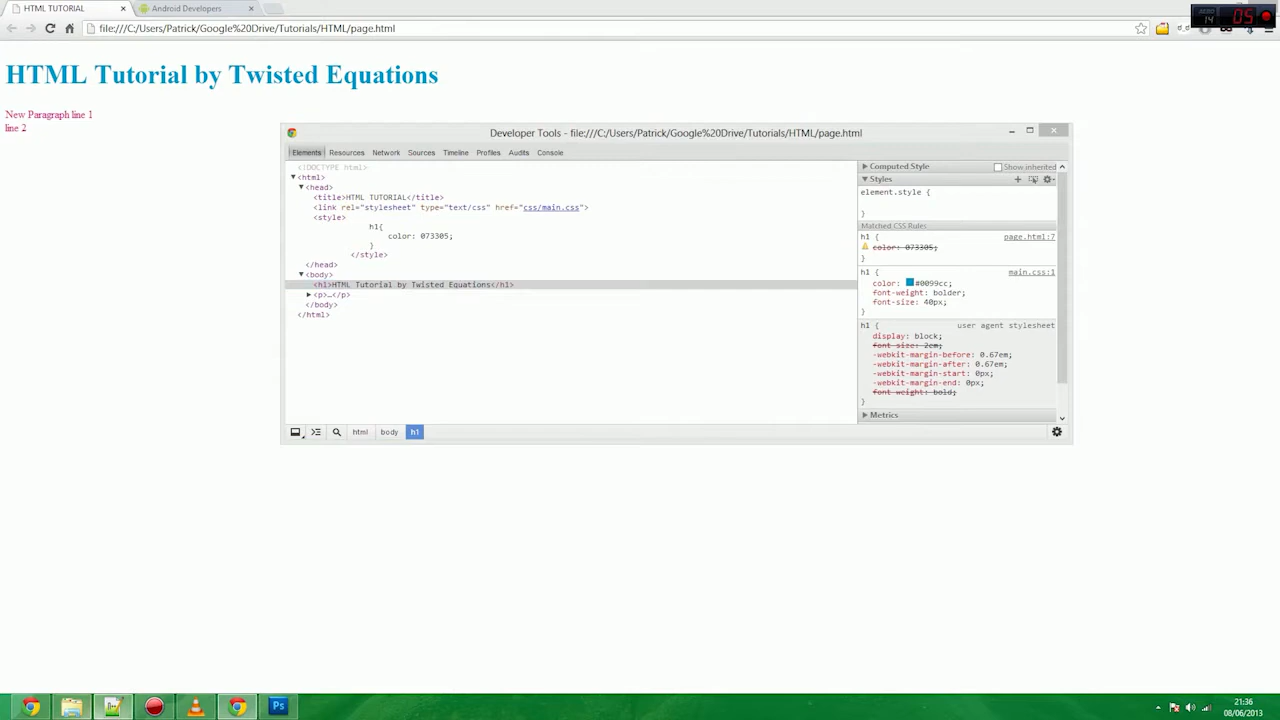 HTML TUTORIAL
Android Developers
14
05
file:///C:/Users/Patrick/Google%20Drive/Tutorials/HTML/page.html
HTML Tutorial by Twisted Equations
New Paragraph line 1
line 2
Developer Tools - file:///C:/Users/Patrick/Google%20Drive/Tutorials/HTML/page.html
Elements Resources Network Sources Timeline Profiles Audits Console
<!DOCTYPE html>
<html>
<head>
<title>HTML TUTORIAL</title>
<link rel="stylesheet" type="text/css" href="css/main.css">
<style>
h1{
color: 073305;
}
</style>
</head>
<body>
<h1>HTML Tutorial by Twisted Equations</h1>
<p>…</p>
</body>
</html>
Computed Style Show inherited
Styles
element.style {
}
Matched CSS Rules
h1 { page.html:7
color: 073305;
}
h1 { main.css:1
color: #0099cc;
font-weight: bolder;
font-size: 40px;
}
h1 { user agent stylesheet
display: block;
font-size: 2em;
-webkit-margin-before: 0.67em;
-webkit-margin-after: 0.67em;
-webkit-margin-start: 0px;
-webkit-margin-end: 0px;
font-weight: bold;
}
Metrics
html body h1
Ps
21:36
08/06/2013